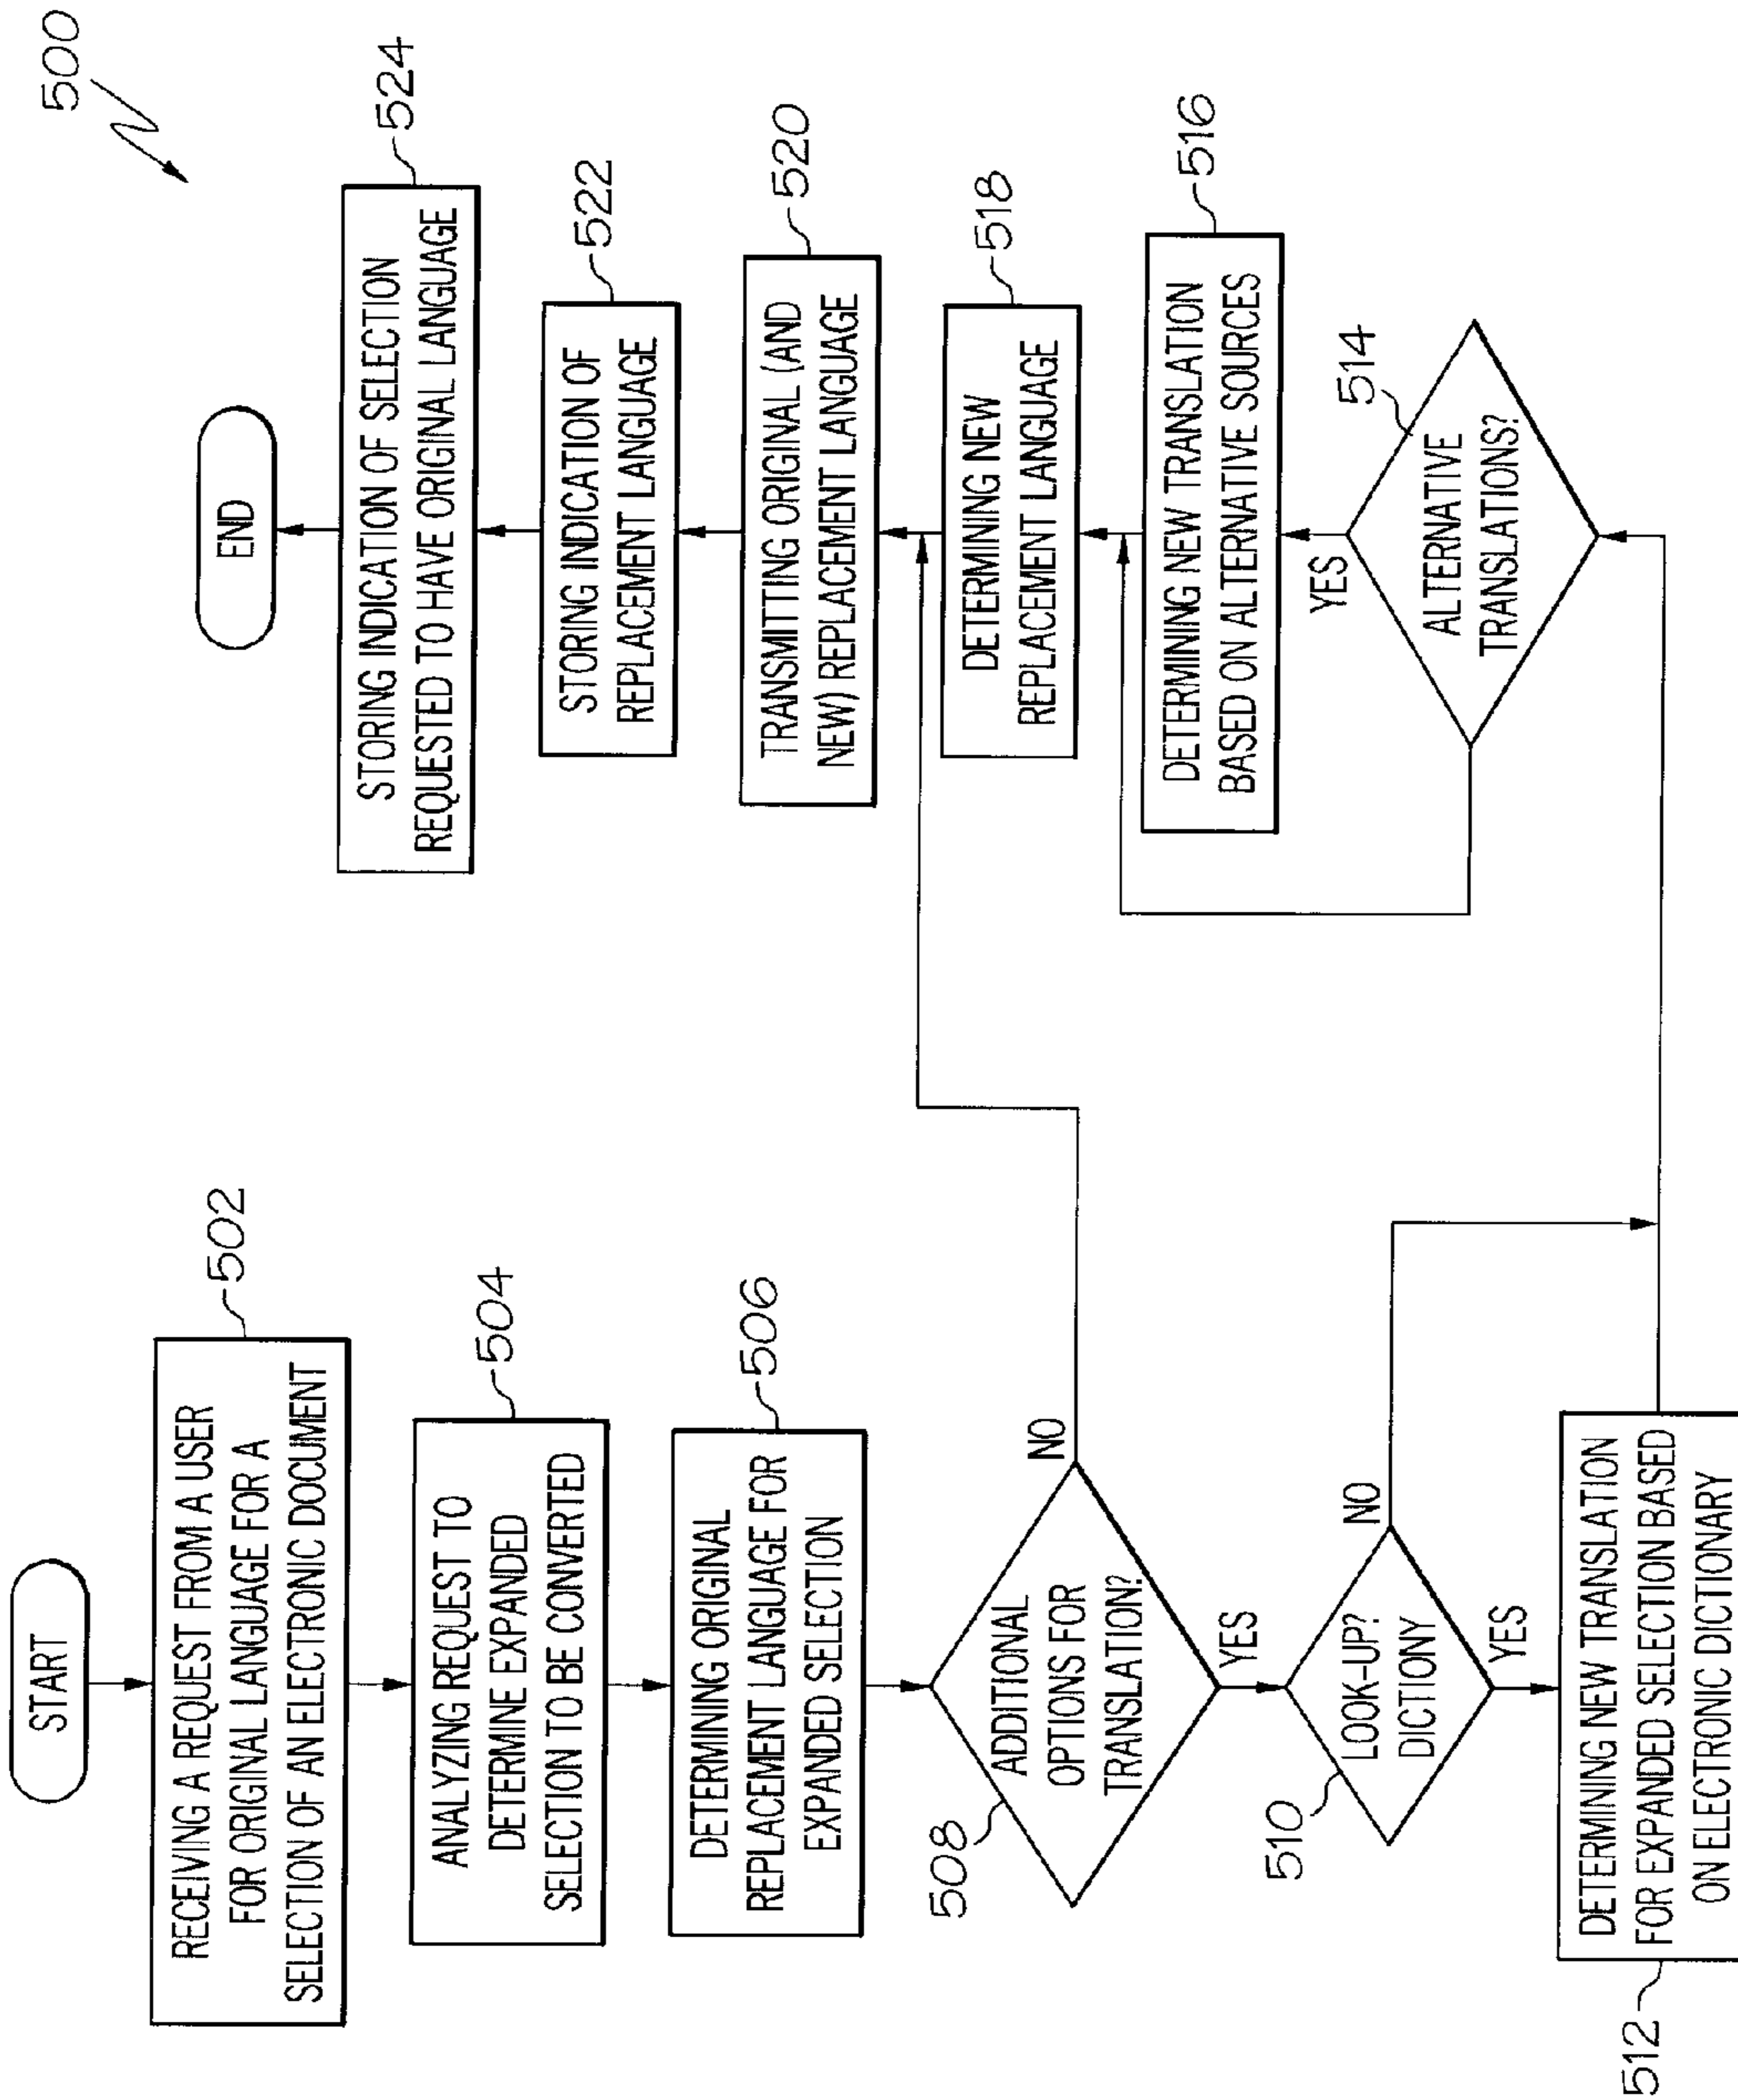 500
START
RECEIVING A REQUEST FROM A USER
FOR ORIGINAL LANGUAGE FOR A
SELECTION OF AN ELECTRONIC DOCUMENT
502
ANALYZING REQUEST TO
DETERMINE EXPANDED
SELECTION TO BE CONVERTED
504
DETERMINING ORIGINAL
REPLACEMENT LANGUAGE FOR
EXPANDED SELECTION
506
ADDITIONAL
OPTIONS FOR
TRANSLATION?
508
NO
YES
LOOK-UP?
DICTIONY
510
NO
YES
DETERMINING NEW TRANSLATION
FOR EXPANDED SELECTION BASED
ON ELECTRONIC DICTIONARY
512
ALTERNATIVE
TRANSLATIONS?
514
YES
DETERMINING NEW TRANSLATION
BASED ON ALTERNATIVE SOURCES
516
DETERMINING NEW
REPLACEMENT LANGUAGE
518
TRANSMITTING ORIGINAL (AND
NEW) REPLACEMENT LANGUAGE
520
STORING INDICATION OF
REPLACEMENT LANGUAGE
522
STORING INDICATION OF SELECTION
REQUESTED TO HAVE ORIGINAL LANGUAGE
524
END